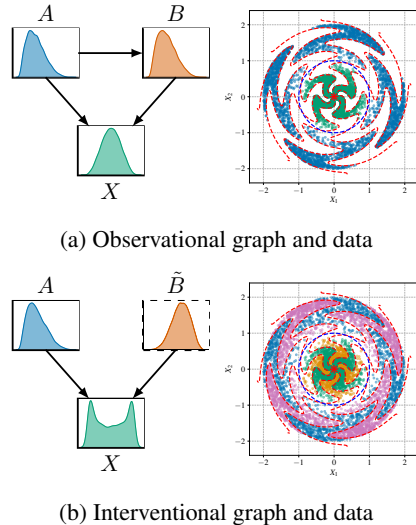 A
B
X
2
1
0
−1
−2
X₂
−2
−1
0
1
2
X₁
(a) Observational graph and data
A
B̃
X
2
1
0
−1
−2
X₂
−2
−1
0
1
2
X₁
(b) Interventional graph and data